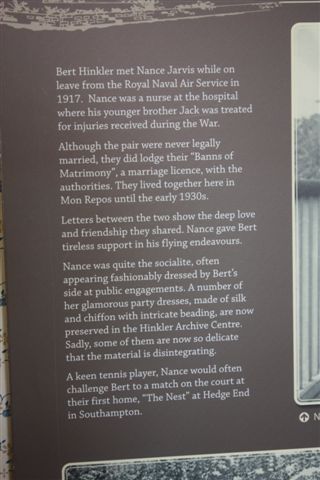 Bert Hinkler met Nance Jarvis while on
leave from the Royal Naval Air Service in
1917. Nance was a nurse at the hospital
where his younger brother Jack was treated
for injuries received during the War.
Although the pair were never legally
married, they did lodge their "Banns of
Matrimony", a marriage licence, with the
authorities. They lived together here in
Mon Repos until the early 1930s.
Letters between the two show the deep love
and friendship they shared. Nance gave Bert
tireless support in his flying endeavours.
Nance was quite the socialite, often
appearing fashionably dressed by Bert's
side at public engagements. A number of
her glamorous party dresses, made of silk
and chiffon with intricate beading, are now
preserved in the Hinkler Archive Centre.
Sadly, some of them are now so delicate
that the material is disintegrating.
A keen tennis player, Nance would often
challenge Bert to a match on the court at
their first home, "The Nest" at Hedge End
in Southampton.